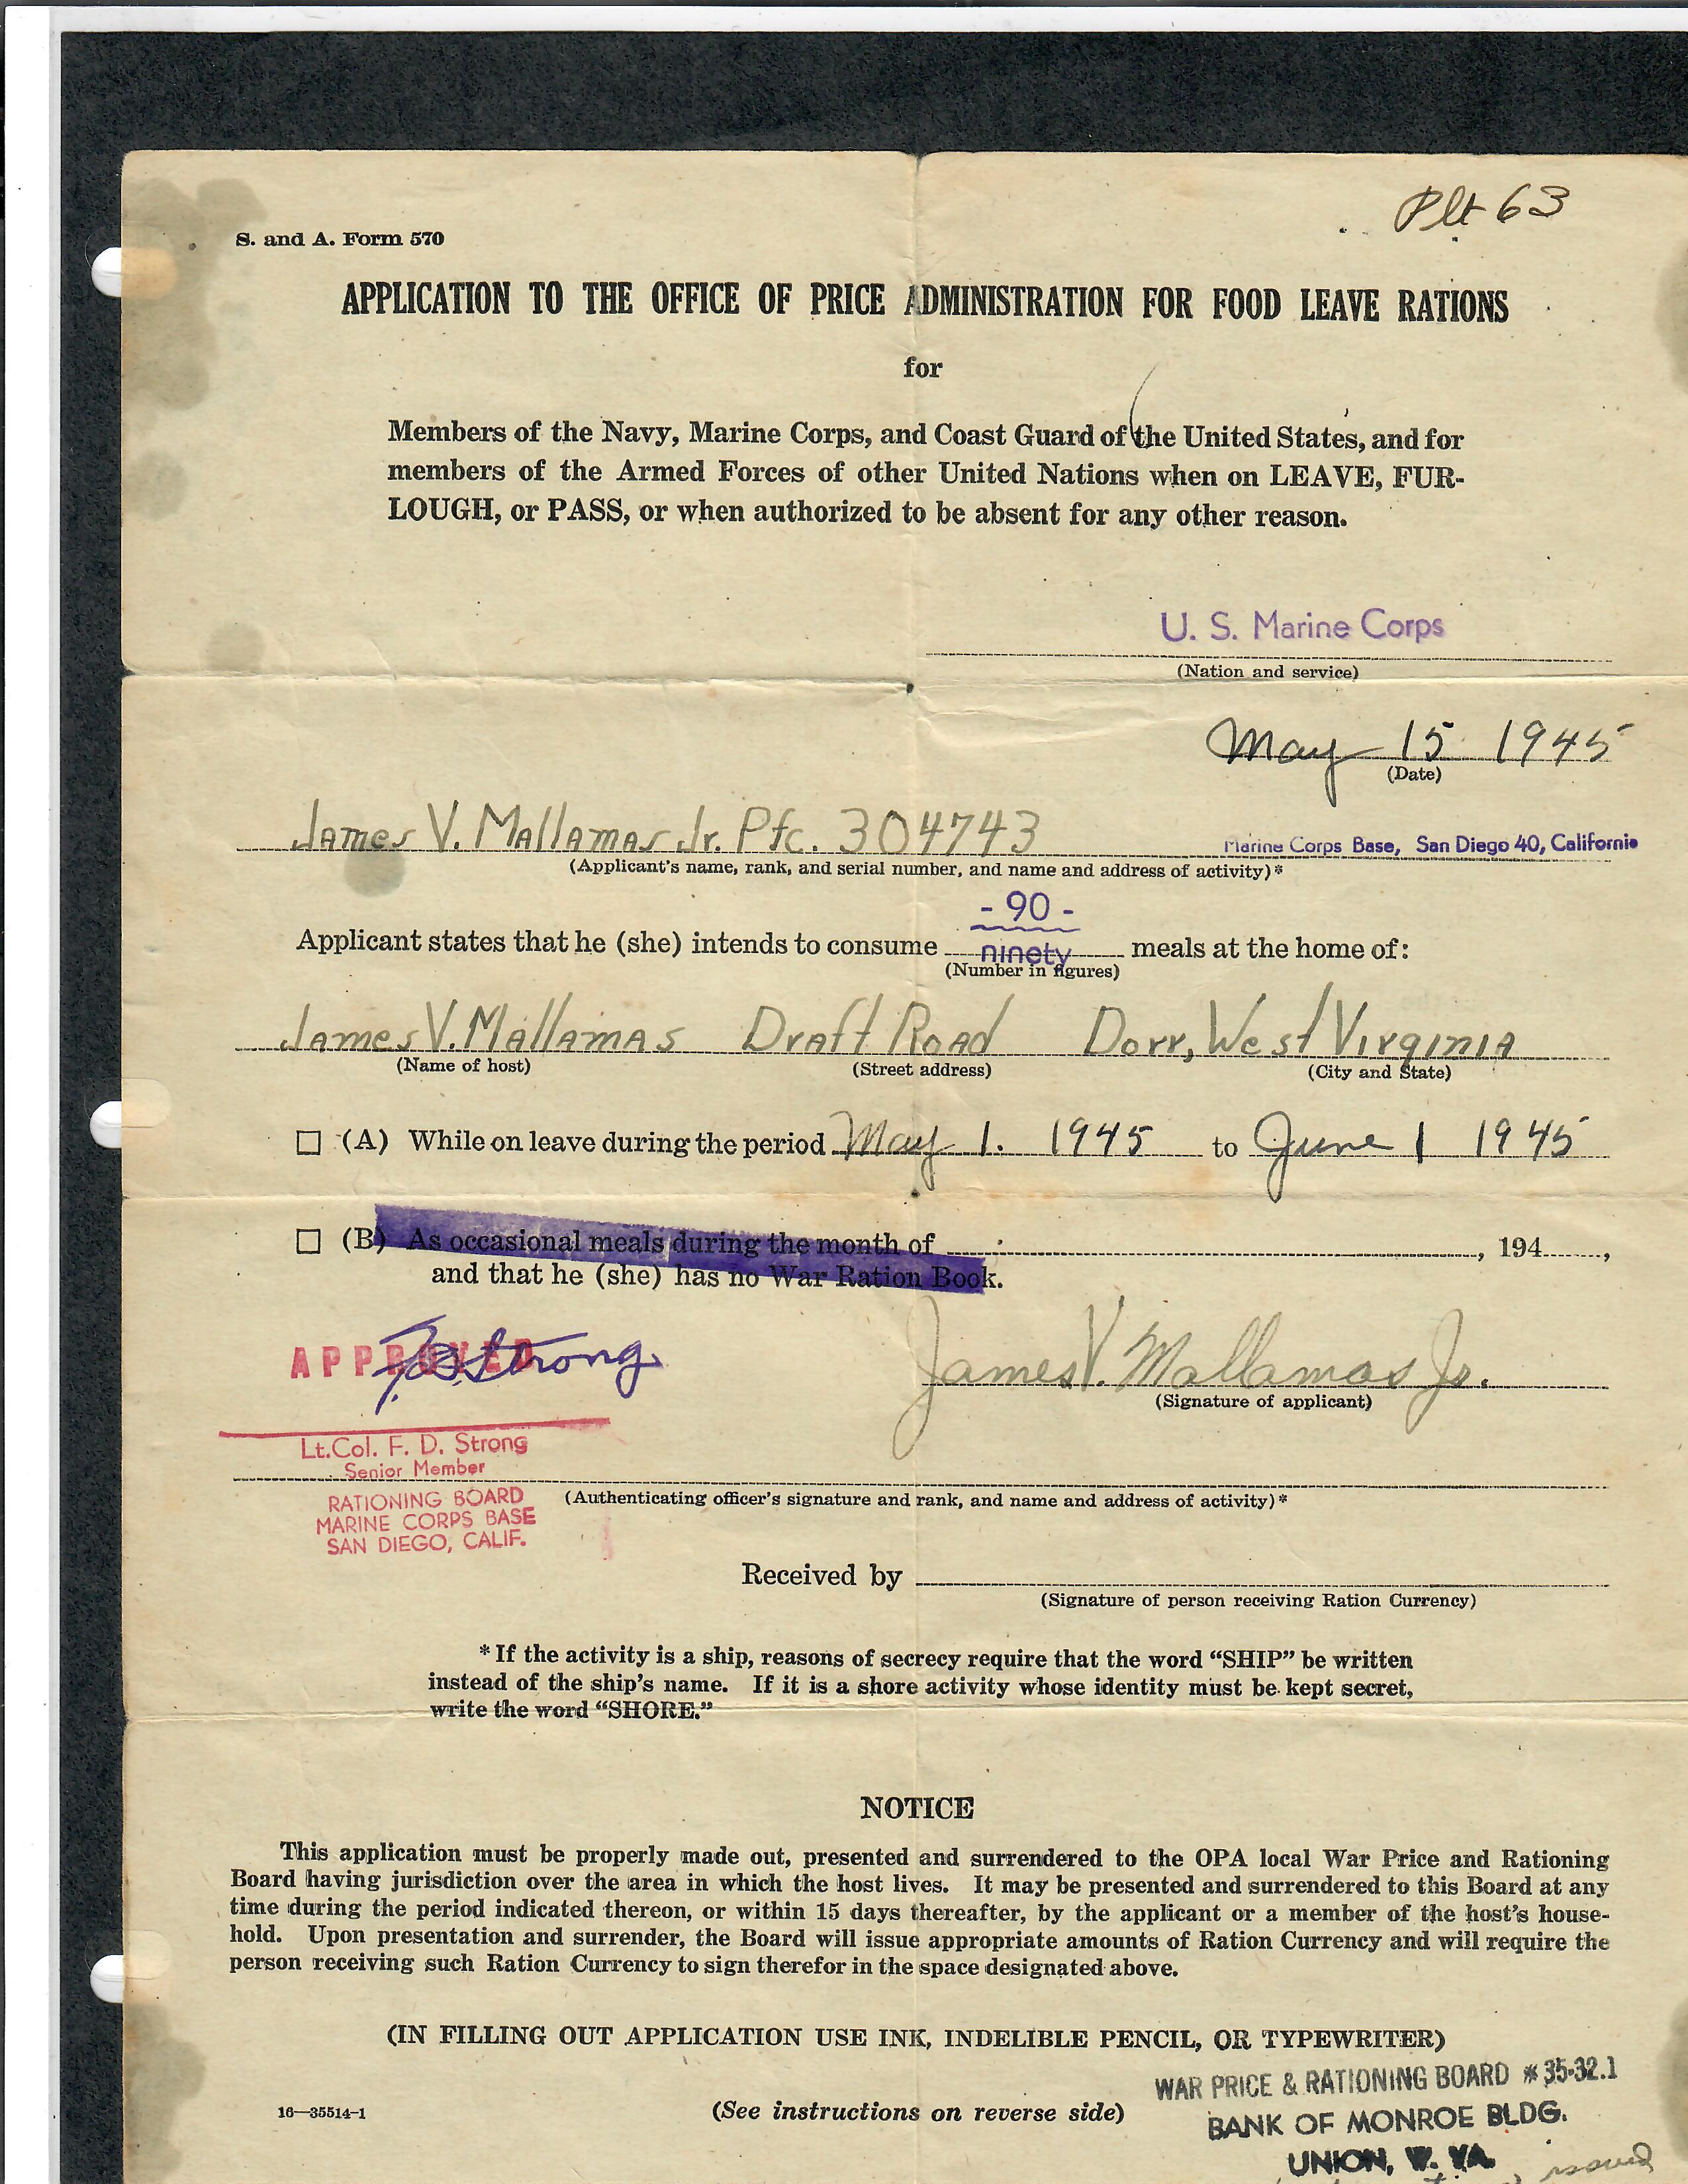 Plt 63
S. and A. Form 570
APPLICATION TO THE OFFICE OF PRICE ADMINISTRATION FOR FOOD LEAVE RATIONS
for
Members of the Navy, Marine Corps, and Coast Guard of the United States, and for
members of the Armed Forces of other United Nations when on LEAVE, FUR-
LOUGH, or PASS, or when authorized to be absent for any other reason.
U. S. Marine Corps
(Nation and service)
May 15 1945
(Date)
James V. Mallamas Jr. Pfc. 304743 Marine Corps Base, San Diego 40, California
(Applicant's name, rank, and serial number, and name and address of activity)*
- 90 -
Applicant states that he (she) intends to consume ninety meals at the home of:
(Number in figures)
James V. Mallamas Draft Road Dorr, West Virginia
(Name of host) (Street address) (City and State)
☐ (A) While on leave during the period May 1. 1945 to June 1 1945
☐ (B) As occasional meals during the month of , 194 ,
and that he (she) has no War Ration Book.
APPROVED F. D. Strong James V. Mallamas Jr.
(Signature of applicant)
Lt.Col. F. D. Strong
Senior Member
RATIONING BOARD (Authenticating officer's signature and rank, and name and address of activity)*
MARINE CORPS BASE
SAN DIEGO, CALIF.
Received by
(Signature of person receiving Ration Currency)
* If the activity is a ship, reasons of secrecy require that the word "SHIP" be written
instead of the ship's name. If it is a shore activity whose identity must be kept secret,
write the word "SHORE."
NOTICE
This application must be properly made out, presented and surrendered to the OPA local War Price and Rationing
Board having jurisdiction over the area in which the host lives. It may be presented and surrendered to this Board at any
time during the period indicated thereon, or within 15 days thereafter, by the applicant or a member of the host's house-
hold. Upon presentation and surrender, the Board will issue appropriate amounts of Ration Currency and will require the
person receiving such Ration Currency to sign therefor in the space designated above.
(IN FILLING OUT APPLICATION USE INK, INDELIBLE PENCIL, OR TYPEWRITER)
WAR PRICE & RATIONING BOARD * 35-32.1
16—35514-1 (See instructions on reverse side)
BANK OF MONROE BLDG.
UNION, W. VA.
issued